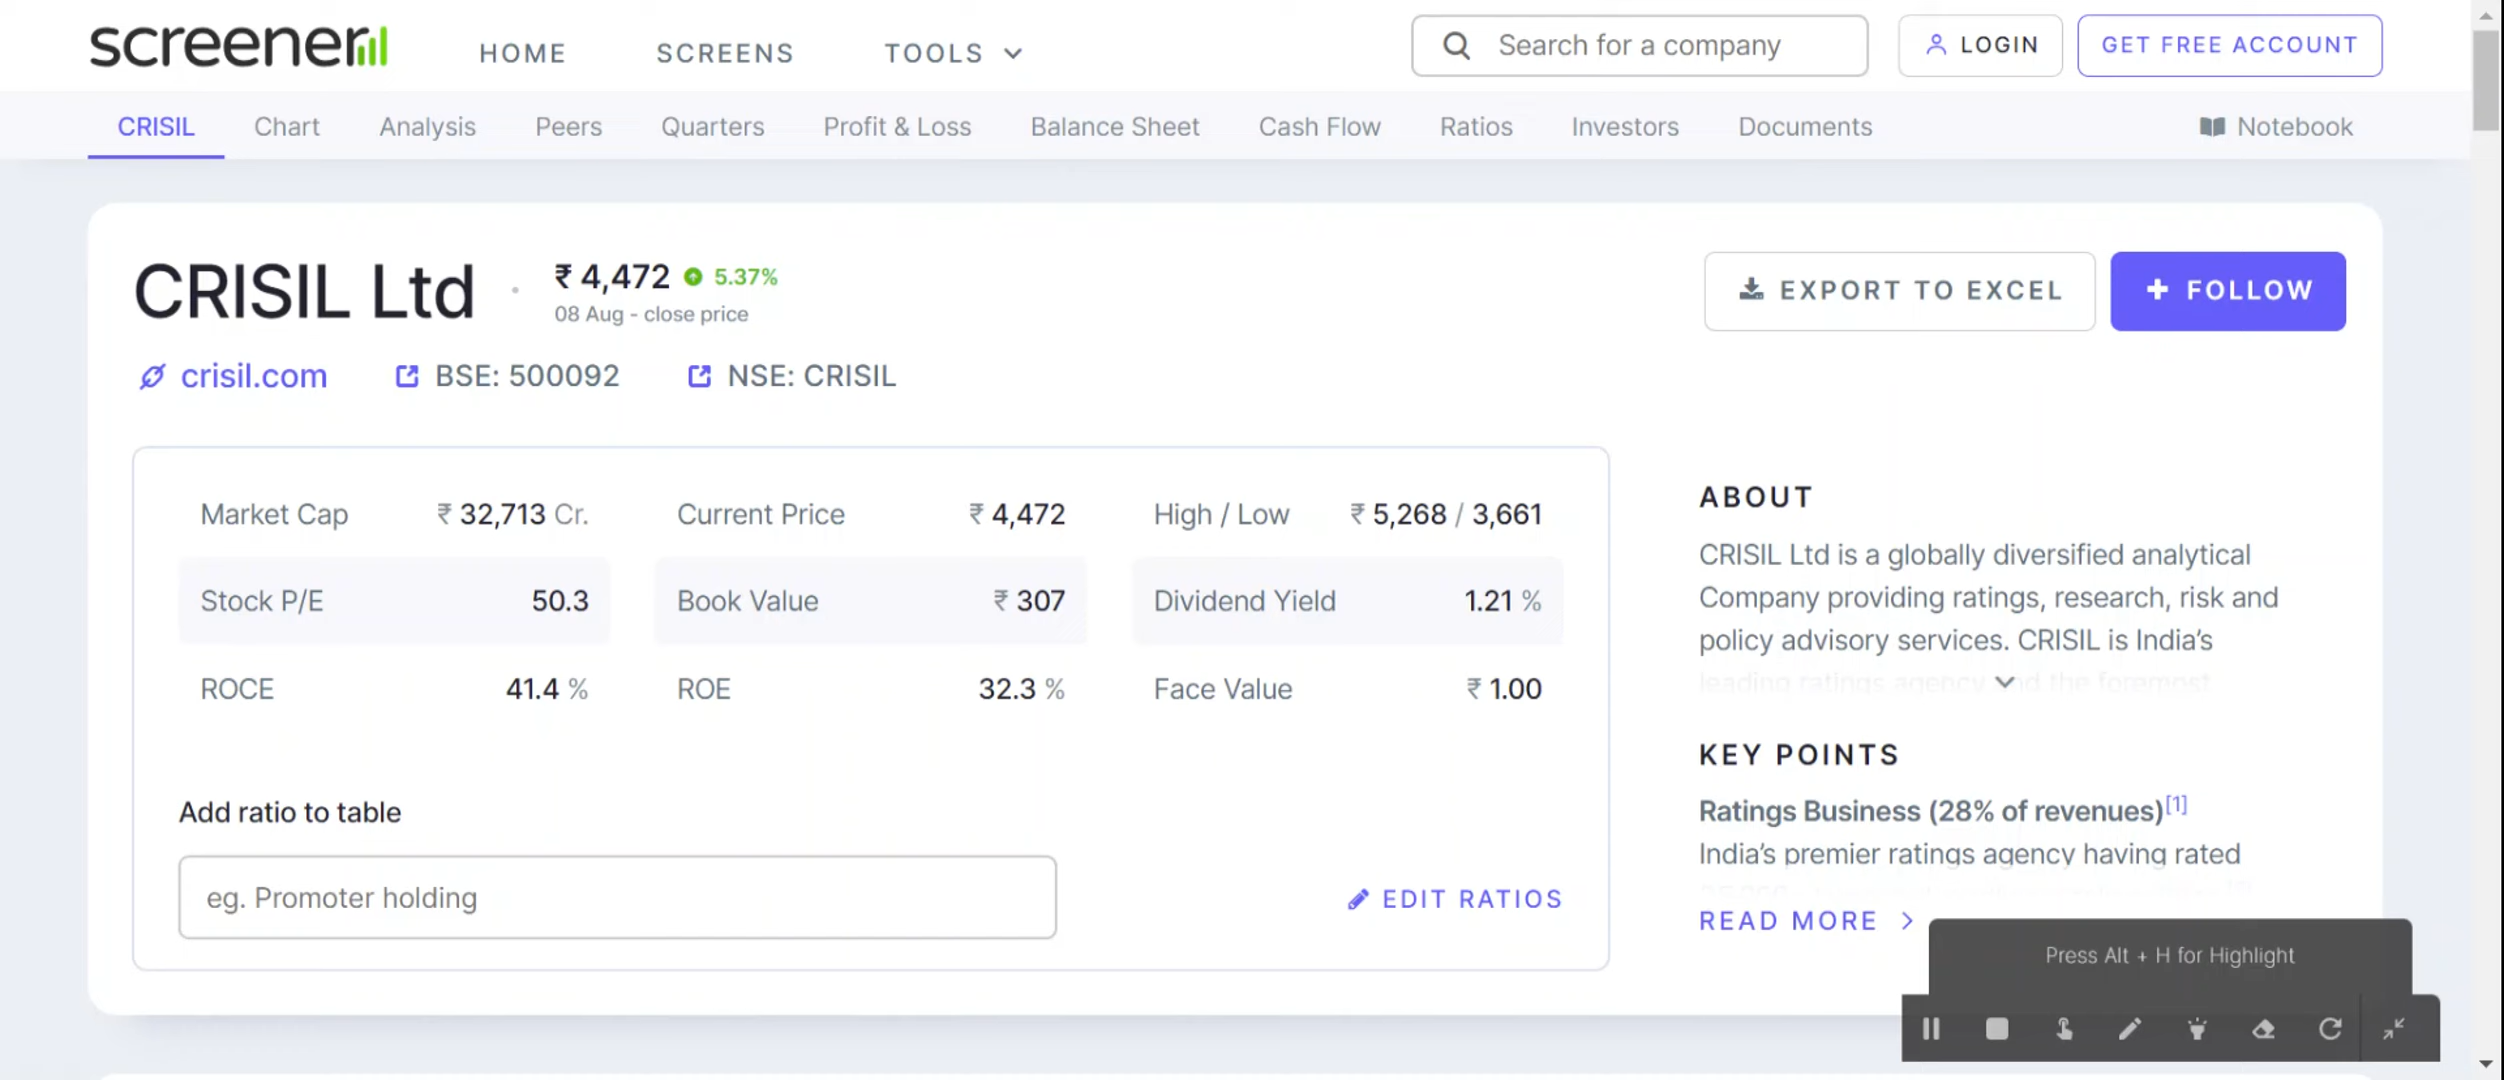 screener
HOME SCREENS TOOLS
Search for a company
LOGIN GET FREE ACCOUNT
CRISIL Chart Analysis Peers Quarters Profit & Loss Balance Sheet Cash Flow Ratios Investors Documents Notebook
CRISIL Ltd
₹ 4,472 5.37%
08 Aug - close price
EXPORT TO EXCEL + FOLLOW
crisil.com BSE: 500092 NSE: CRISIL
Market Cap ₹ 32,713 Cr. Current Price ₹ 4,472 High / Low ₹ 5,268 / 3,661
Stock P/E 50.3 Book Value ₹ 307 Dividend Yield 1.21 %
ROCE 41.4 % ROE 32.3 % Face Value ₹ 1.00
Add ratio to table
eg. Promoter holding
EDIT RATIOS
ABOUT
CRISIL Ltd is a globally diversified analytical
Company providing ratings, research, risk and
policy advisory services. CRISIL is India’s
leading ratings agency and the foremost
KEY POINTS
Ratings Business (28% of revenues)[1]
India’s premier ratings agency having rated
READ MORE >
Press Alt + H for Highlight